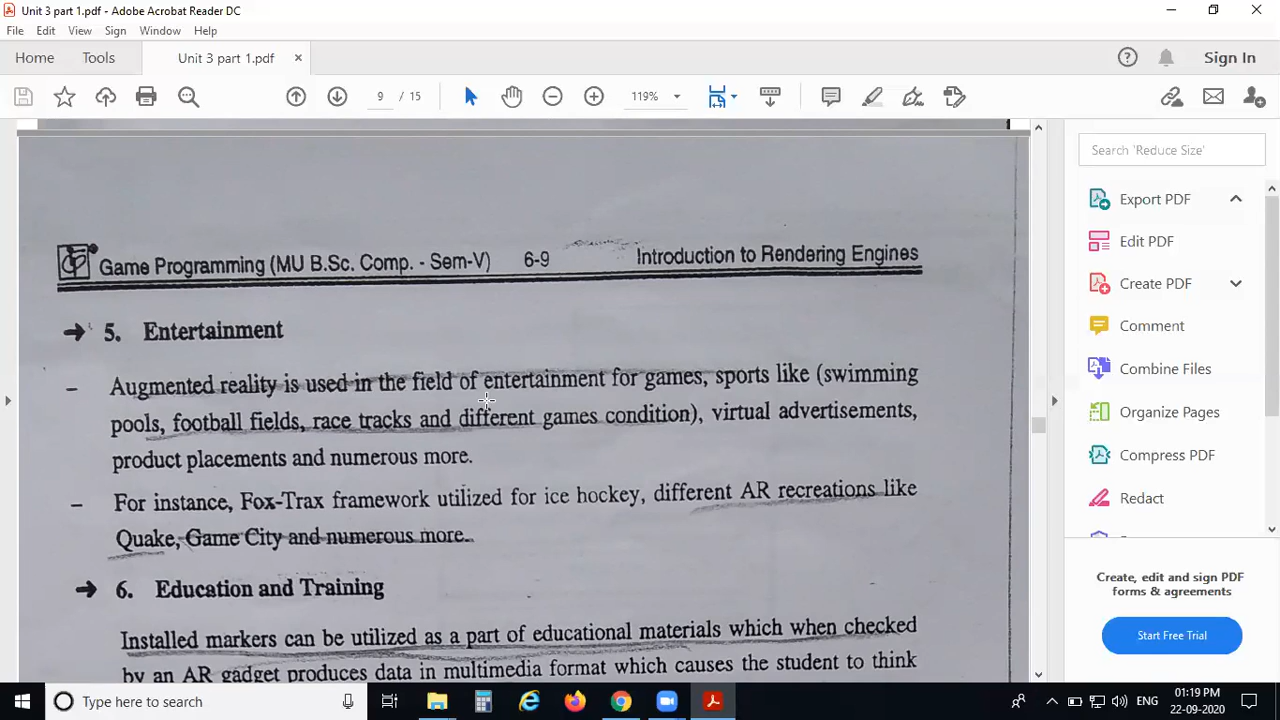 Unit 3 part 1.pdf - Adobe Acrobat Reader DC
File Edit View Sign Window Help
Home Tools Unit 3 part 1.pdf × Sign In
9 / 15 119%
Search 'Reduce Size'
Export PDF
Edit PDF
Create PDF
Comment
Combine Files
Organize Pages
Compress PDF
Redact
Create, edit and sign PDF
forms & agreements
Start Free Trial
Game Programming (MU B.Sc. Comp. - Sem-V) 6-9 Introduction to Rendering Engines
→ 5. Entertainment
– Augmented reality is used in the field of entertainment for games, sports like (swimming
pools, football fields, race tracks and different games condition), virtual advertisements,
product placements and numerous more.
– For instance, Fox-Trax framework utilized for ice hockey, different AR recreations like
Quake, Game City and numerous more.
→ 6. Education and Training
Installed markers can be utilized as a part of educational materials which when checked
by an AR gadget produces data in multimedia format which causes the student to think
Type here to search
ENG
01:19 PM
22-09-2020